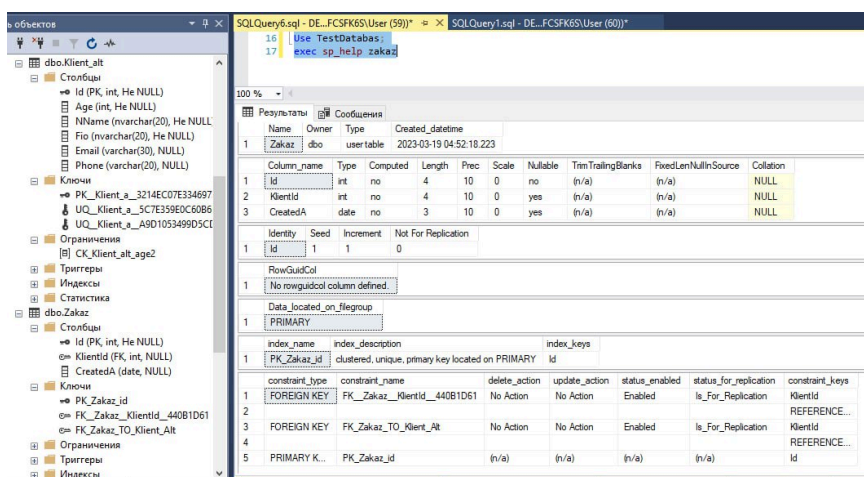 ь объектов
SQLQuery6.sql - DE...FCSFK6S\User (59))*
SQLQuery1.sql - DE...FCSFK6S\User (60))*
16 Use TestDatabas;
17 exec sp_help zakaz
100 %
Результаты Сообщения
Name Owner Type Created_datetime
1 Zakaz dbo user table 2023-03-19 04:52:18.223
Column_name Type Computed Length Prec Scale Nullable TrimTrailingBlanks FixedLenNullInSource Collation
1 Id int no 4 10 0 no (n/a) (n/a) NULL
2 KlientId int no 4 10 0 yes (n/a) (n/a) NULL
3 CreatedA date no 3 10 0 yes (n/a) (n/a) NULL
Identity Seed Increment Not For Replication
1 Id 1 1 0
RowGuidCol
1 No rowguidcol column defined.
Data_located_on_filegroup
1 PRIMARY
index_name index_description index_keys
1 PK_Zakaz_id clustered, unique, primary key located on PRIMARY Id
constraint_type constraint_name delete_action update_action status_enabled status_for_replication constraint_keys
1 FOREIGN KEY FK__Zakaz__KlientId__440B1D61 No Action No Action Enabled Is_For_Replication KlientId
2 REFERENCE...
3 FOREIGN KEY FK_Zakaz_TO_Klient_Alt No Action No Action Enabled Is_For_Replication KlientId
4 REFERENCE...
5 PRIMARY K... PK_Zakaz_id (n/a) (n/a) (n/a) (n/a) Id
dbo.Klient_alt
Столбцы
Id (PK, int, Не NULL)
Age (int, Не NULL)
NName (nvarchar(20), Не NULL
Fio (nvarchar(20), Не NULL)
Email (varchar(30), NULL)
Phone (varchar(20), NULL)
Ключи
PK__Klient_a__3214EC07E334697
UQ__Klient_a__5C7E359E0C60B6
UQ__Klient_a__A9D1053499D5CD
Ограничения
CK_Klient_alt_age2
Триггеры
Индексы
Статистика
dbo.Zakaz
Столбцы
Id (PK, int, Не NULL)
KlientId (FK, int, NULL)
CreatedA (date, NULL)
Ключи
PK_Zakaz_id
FK__Zakaz__KlientId__440B1D61
FK_Zakaz_TO_Klient_Alt
Ограничения
Триггеры
Индексы